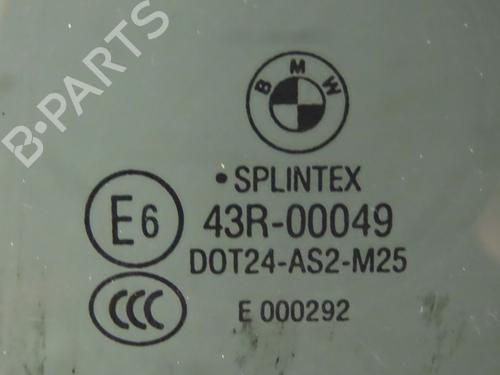 B-PARTS
BMW
• SPLINTEX
E6 43R-00049
DOT24-AS2-M25
CCC E 000292